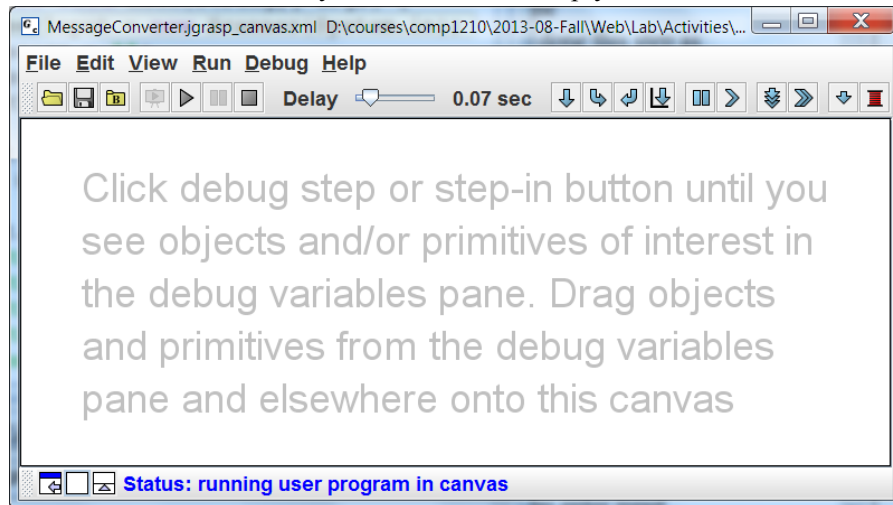 MessageConverter.jgrasp_canvas.xml D:\courses\comp1210\2013-08-Fall\Web\Lab\Activities\...
File Edit View Run Debug Help
Delay 0.07 sec
Click debug step or step-in button until you
see objects and/or primitives of interest in
the debug variables pane. Drag objects
and primitives from the debug variables
pane and elsewhere onto this canvas
Status: running user program in canvas